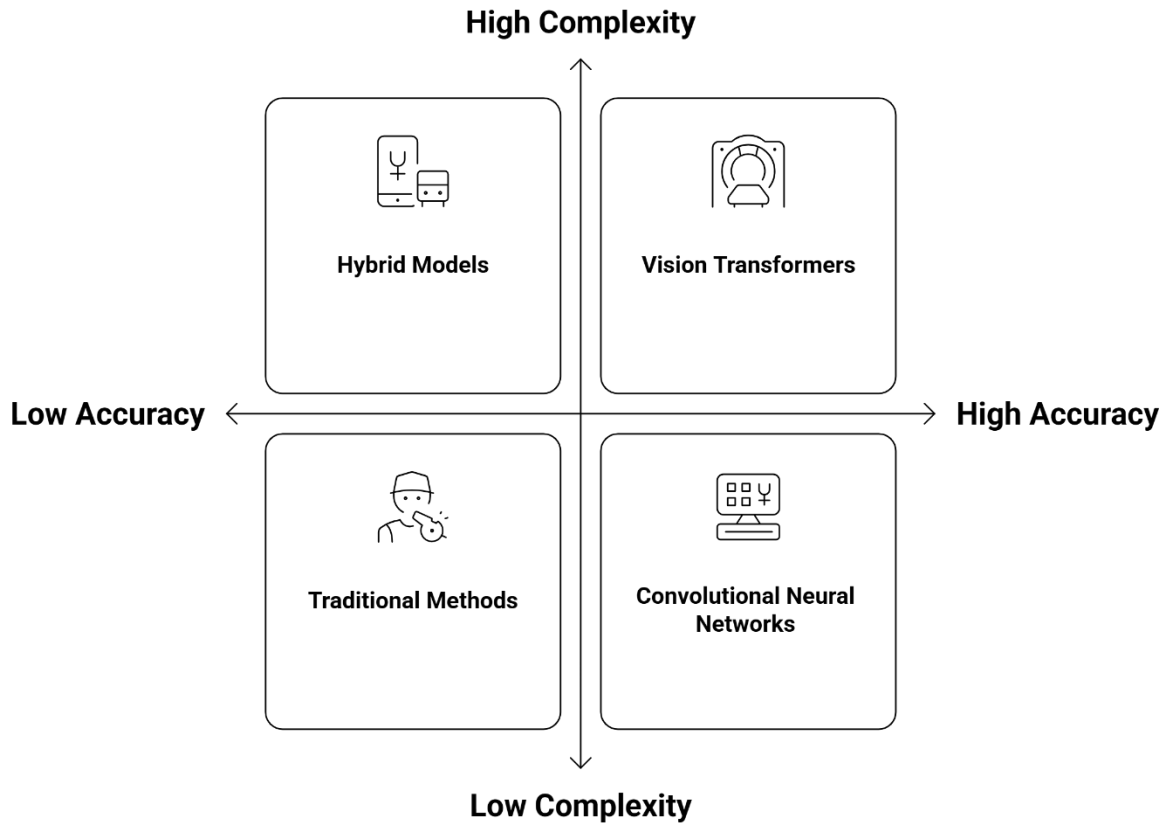 High Complexity
Hybrid Models
Vision Transformers
Low Accuracy
High Accuracy
Traditional Methods
Convolutional Neural
Networks
Low Complexity